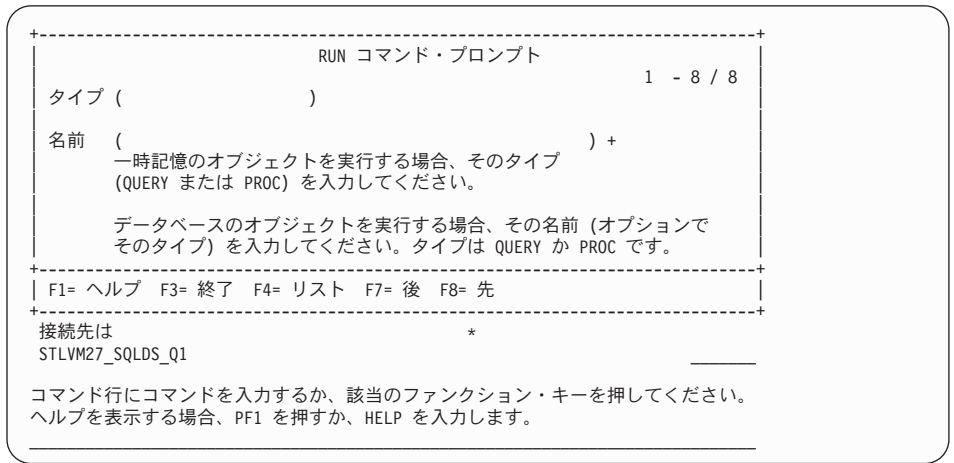 RUN コマンド・プロンプト
1 - 8 / 8
タイプ ( )
名前 ( ) +
一時記憶のオブジェクトを実行する場合、そのタイプ
(QUERY または PROC) を入力してください。
データベースのオブジェクトを実行する場合、その名前 (オプションで
そのタイプ) を入力してください。タイプは QUERY か PROC です。
F1= ヘルプ F3= 終了 F4= リスト F7= 後 F8= 先
接続先は *
STLVM27_SQLDS_Q1
コマンド行にコマンドを入力するか、該当のファンクション・キーを押してください。
ヘルプを表示する場合、PF1 を押すか、HELP を入力します。